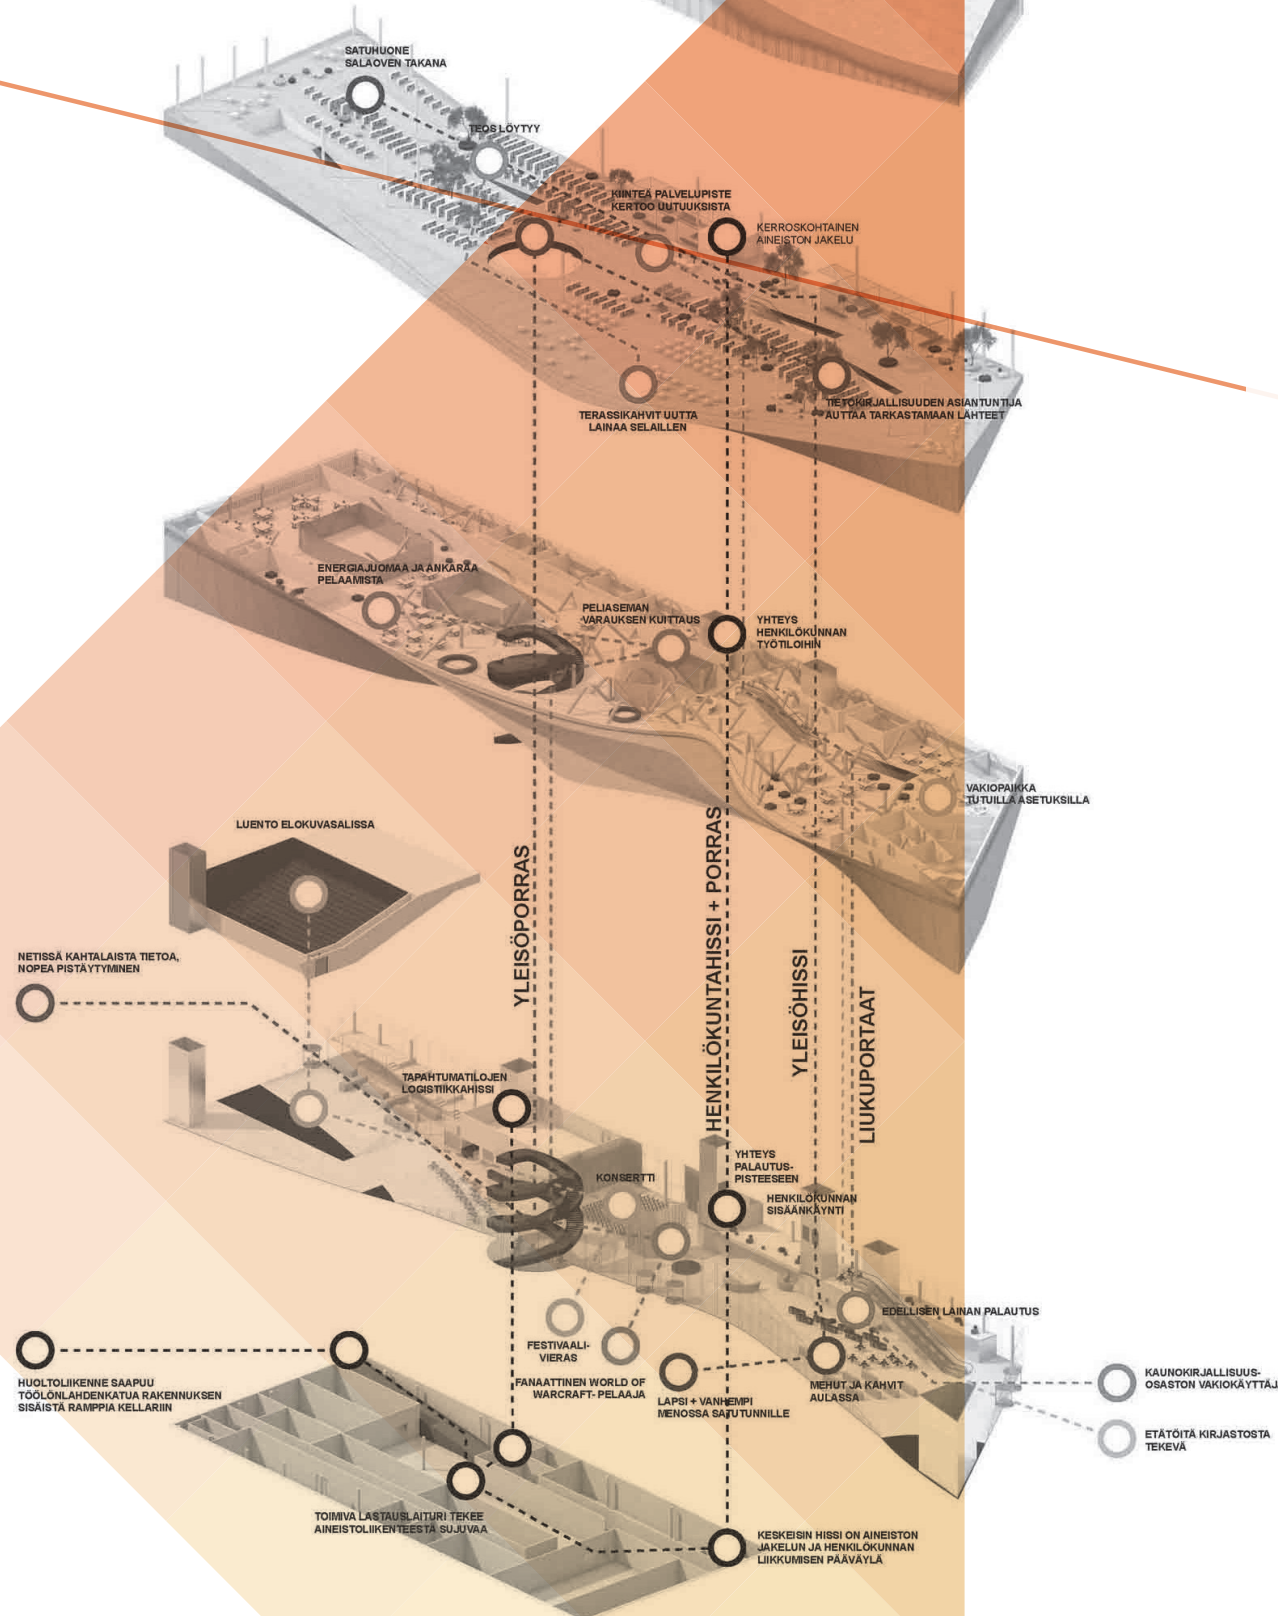 SATUHUONE
SALAOVEN TAKANA
TEOS LÖYTYY
KIINTEÄ PALVELUPISTE
KERTOO UUTUUKSISTA
KERROSKOHTAINEN
AINEISTON JAKELU
TERASSIKAHVIT UUTTA
LAINAA SELAILLEN
TIETOKIRJALLISUUDEN ASIANTUNTIJA
AUTTAA TARKASTAMAAN LÄHTEET
ENERGIAJUOMAA JA ANKARAA
PELAAMISTA
PELIASEMAN
VARAUKSEN KUITTAUS
YHTEYS
HENKILÖKUNNAN
TYÖTILOIHIN
VAKIOPAIKKA
TUTUILLA ASETUKSILLA
LUENTO ELOKUVASALISSA
YLEISÖPORRAS
HENKILÖKUNTAHISSI + PORRAS
YLEISÖHISSI
LIUKUPORTAAT
NETISSÄ KAHTALAISTA TIETOA,
NOPEA PISTÄYTYMINEN
TAPAHTUMATILOJEN
LOGISTIIKKAHISSI
KONSERTTI
YHTEYS
PALAUTUS-
PISTEESEEN
HENKILÖKUNNAN
SISÄÄNKÄYNTI
EDELLISEN LAINAN PALAUTUS
FESTIVAALI-
VIERAS
FANAATTINEN WORLD OF
WARCRAFT- PELAAJA
LAPSI + VANHEMPI
MENOSSA SATUTUNNILLE
MEHUT JA KAHVIT
AULASSA
KAUNOKIRJALLISUUS-
OSASTON VAKIOKÄYTTÄJ
ETÄTÖITÄ KIRJASTOSTA
TEKEVÄ
HUOLTOLIIKENNE SAAPUU
TÖÖLÖNLAHDENKATUA RAKENNUKSEN
SISÄISTÄ RAMPPIA KELLARIIN
TOIMIVA LASTAUSLAITURI TEKEE
AINEISTOLIIKENTEESTÄ SUJUVAA
KESKEISIN HISSI ON AINEISTON
JAKELUN JA HENKILÖKUNNAN
LIIKKUMISEN PÄÄVÄYLÄ